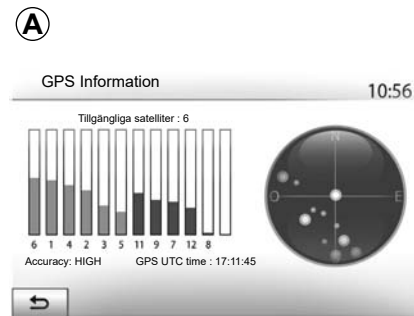 A
GPS Information 10:56
Tillgängliga satelliter : 6
6 1 4 2 3 5 11 9 7 12 8
N
O E
Accuracy: HIGH GPS UTC time : 17:11:45